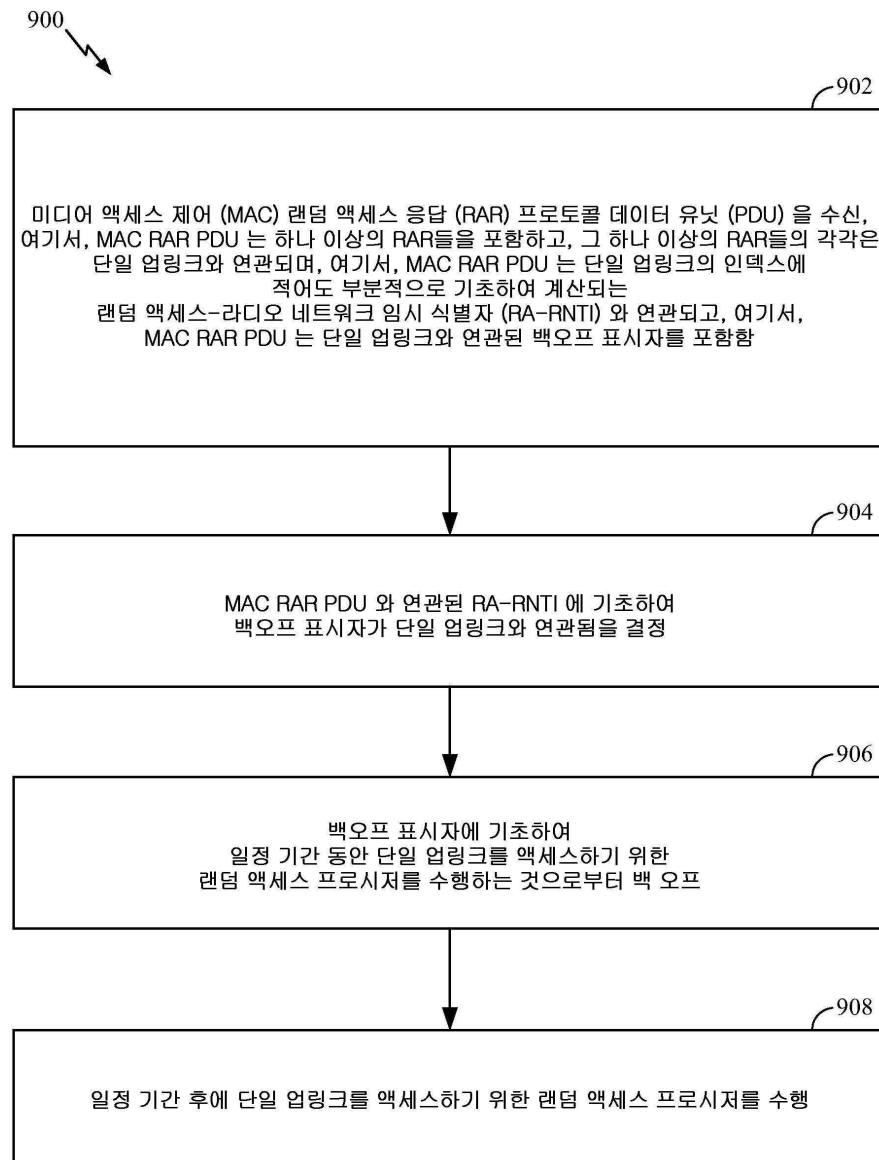 900
902
미디어 액세스 제어 (MAC) 랜덤 액세스 응답 (RAR) 프로토콜 데이터 유닛 (PDU) 을 수신,
여기서, MAC RAR PDU 는 하나 이상의 RAR들을 포함하고, 그 하나 이상의 RAR들의 각각은
단일 업링크와 연관되며, 여기서, MAC RAR PDU 는 단일 업링크의 인덱스에
적어도 부분적으로 기초하여 계산되는
랜덤 액세스-라디오 네트워크 임시 식별자 (RA-RNTI) 와 연관되고, 여기서,
MAC RAR PDU 는 단일 업링크와 연관된 백오프 표시자를 포함함
904
MAC RAR PDU 와 연관된 RA-RNTI 에 기초하여
백오프 표시자가 단일 업링크와 연관됨을 결정
906
백오프 표시자에 기초하여
일정 기간 동안 단일 업링크를 액세스하기 위한
랜덤 액세스 프로시저를 수행하는 것으로부터 백 오프
908
일정 기간 후에 단일 업링크를 액세스하기 위한 랜덤 액세스 프로시저를 수행